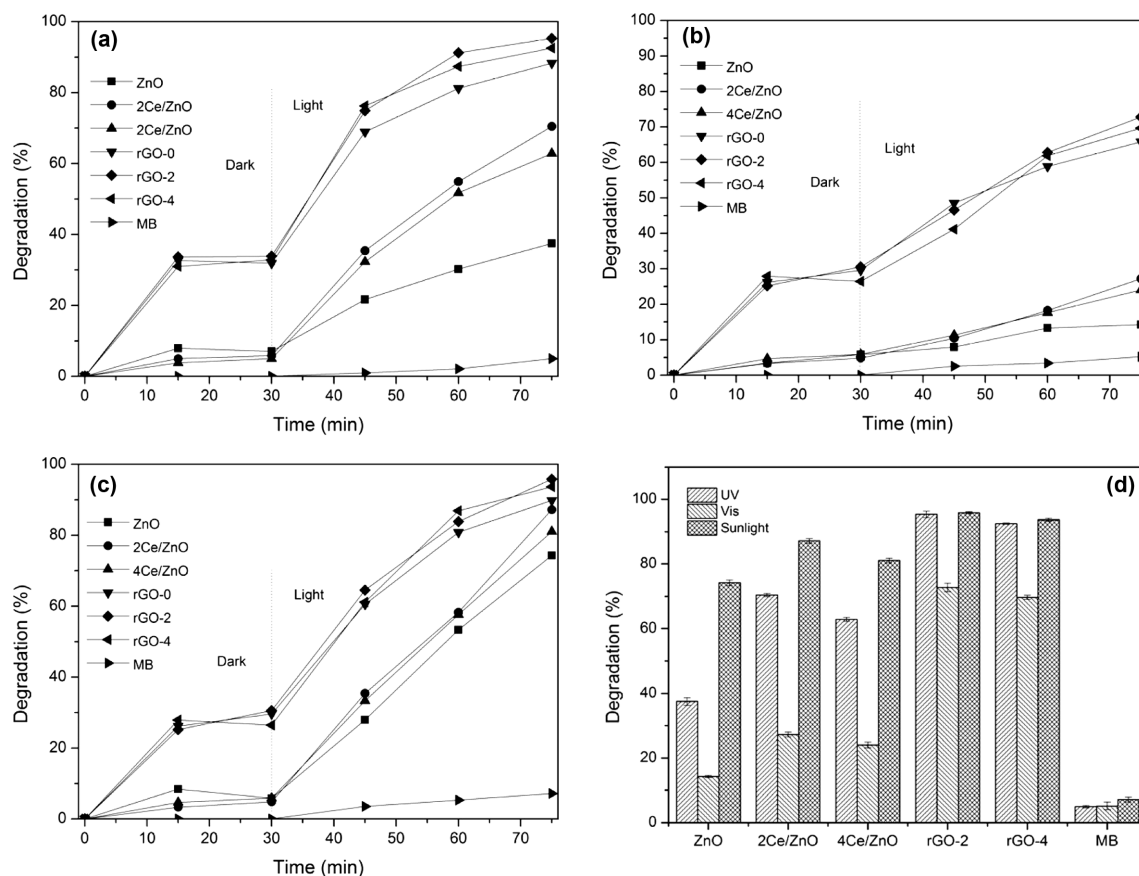 (a)
ZnO
2Ce/ZnO
2Ce/ZnO
rGO-0
rGO-2
rGO-4
MB
Dark
Light
Degradation (%)
0
20
40
60
80
100
0 10 20 30 40 50 60 70
Time (min)
(b)
ZnO
2Ce/ZnO
4Ce/ZnO
rGO-0
rGO-2
rGO-4
MB
Dark
Light
Degradation (%)
0
10
20
30
40
50
60
70
80
90
100
0 10 20 30 40 50 60 70
Time (min)
(c)
ZnO
2Ce/ZnO
4Ce/ZnO
rGO-0
rGO-2
rGO-4
MB
Dark
Light
Degradation (%)
0
20
40
60
80
100
0 10 20 30 40 50 60 70
Time (min)
(d)
UV
Vis
Sunlight
Degradation (%)
0
20
40
60
80
100
ZnO 2Ce/ZnO 4Ce/ZnO rGO-2 rGO-4 MB